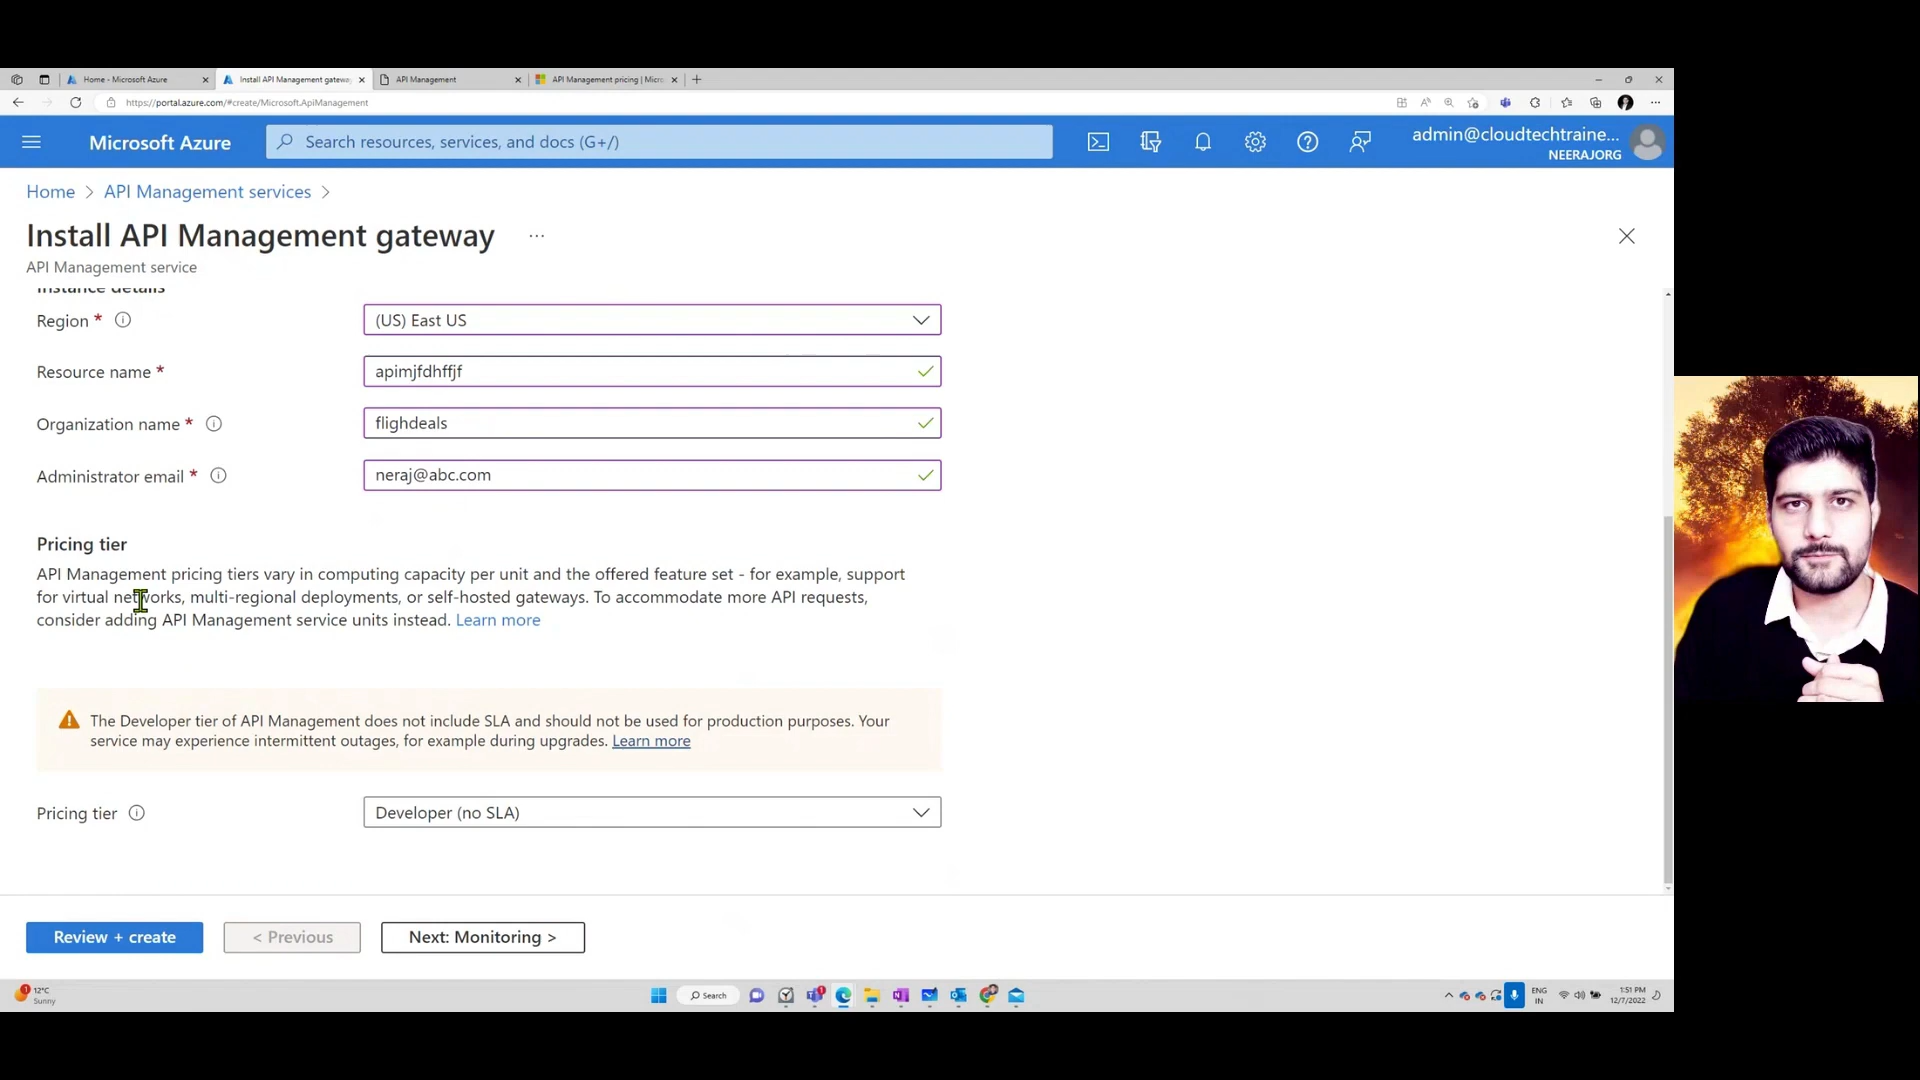 Home - Microsoft Azure
Install API Management gateway
API Management
API Management pricing | Micro
https://portal.azure.com/#create/Microsoft.ApiManagement
Microsoft Azure
Search resources, services, and docs (G+/)
admin@cloudtechtraine...
NEERAJORG
Home > API Management services >
Install API Management gateway ...
API Management service
Instance details
Region *
(US) East US
Resource name *
apimjfdhffjf
Organization name *
flighdeals
Administrator email *
neraj@abc.com
Pricing tier
API Management pricing tiers vary in computing capacity per unit and the offered feature set - for example, support
for virtual networks, multi-regional deployments, or self-hosted gateways. To accommodate more API requests,
consider adding API Management service units instead. Learn more
The Developer tier of API Management does not include SLA and should not be used for production purposes. Your
service may experience intermittent outages, for example during upgrades. Learn more
Pricing tier
Developer (no SLA)
Review + create
< Previous
Next: Monitoring >
1
12°C
Sunny
Search
ENG
IN
1:51 PM
12/7/2022